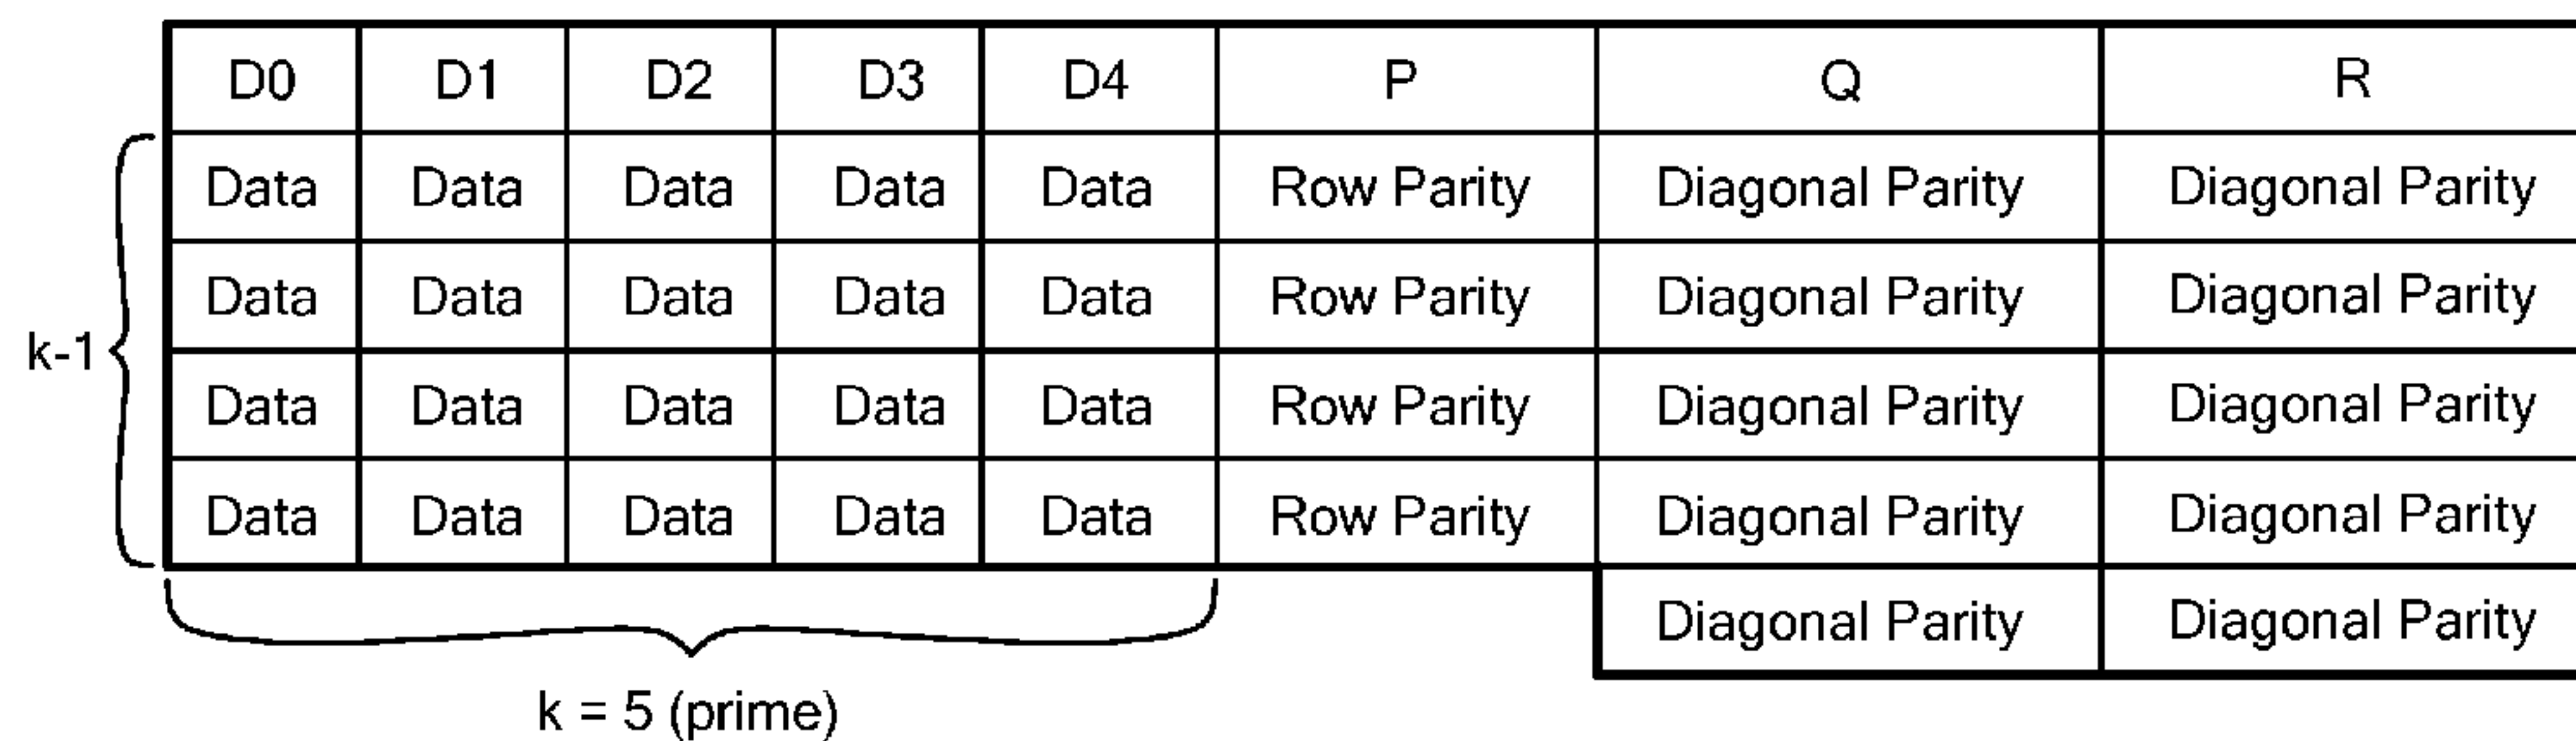 D0 D1 D2 D3 D4 P Q R
Data Data Data Data Data Row Parity Diagonal Parity Diagonal Parity
Data Data Data Data Data Row Parity Diagonal Parity Diagonal Parity
k-1
Data Data Data Data Data Row Parity Diagonal Parity Diagonal Parity
Data Data Data Data Data Row Parity Diagonal Parity Diagonal Parity
Diagonal Parity Diagonal Parity
k = 5 (prime)